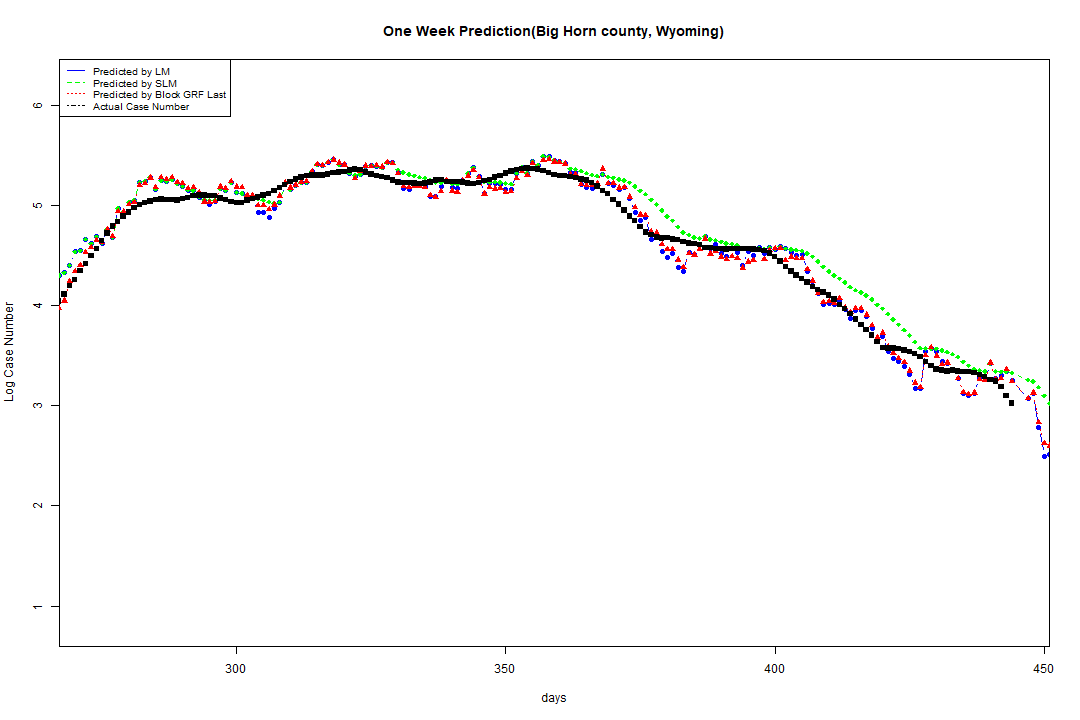 One Week Prediction(Big Horn county, Wyoming)
Predicted by LM
Predicted by SLM
Predicted by Block GRF Last
Actual Case Number
6
5
4
3
2
1
Log Case Number
300
350
400
450
days